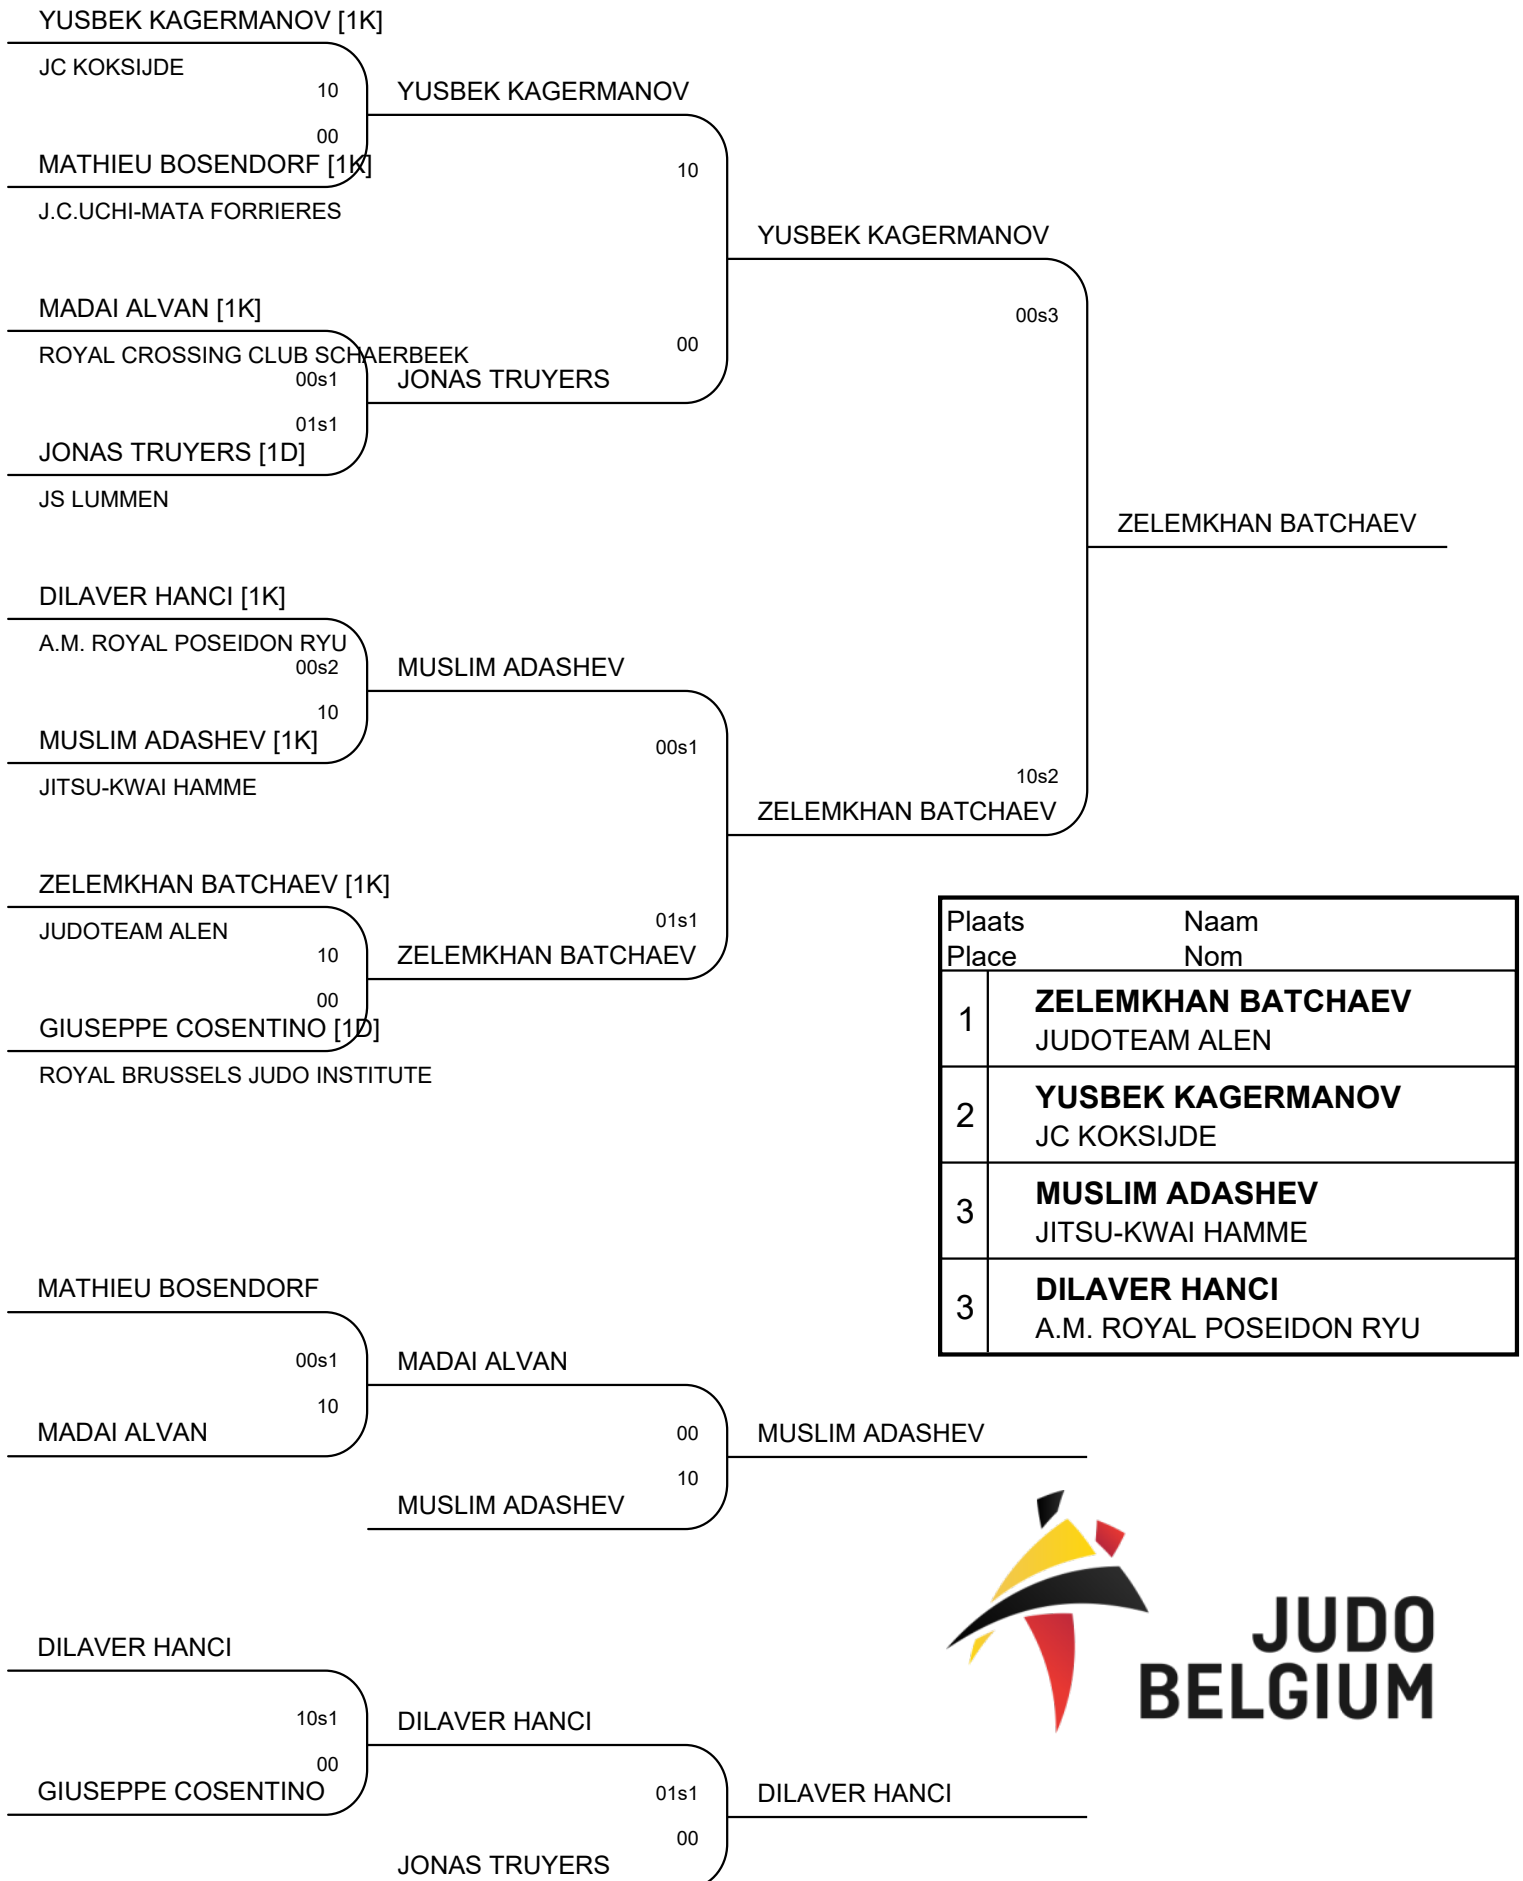 YUSBEK KAGERMANOV [1K]
JC KOKSIJDE
10
YUSBEK KAGERMANOV
00
MATHIEU BOSENDORF [1K]
10
J.C.UCHI-MATA FORRIERES
YUSBEK KAGERMANOV
MADAI ALVAN [1K]
00s3
ROYAL CROSSING CLUB SCHAERBEEK
00
00s1
JONAS TRUYERS
01s1
JONAS TRUYERS [1D]
JS LUMMEN
ZELEMKHAN BATCHAEV
DILAVER HANCI [1K]
A.M. ROYAL POSEIDON RYU
00s2
MUSLIM ADASHEV
10
MUSLIM ADASHEV [1K]
00s1
JITSU-KWAI HAMME
10s2
ZELEMKHAN BATCHAEV
ZELEMKHAN BATCHAEV [1K]
JUDOTEAM ALEN
01s1
10
ZELEMKHAN BATCHAEV
00
GIUSEPPE COSENTINO [1D]
ROYAL BRUSSELS JUDO INSTITUTE
Plaats Naam
Place Nom
1 ZELEMKHAN BATCHAEV
JUDOTEAM ALEN
2 YUSBEK KAGERMANOV
JC KOKSIJDE
3 MUSLIM ADASHEV
JITSU-KWAI HAMME
3 DILAVER HANCI
A.M. ROYAL POSEIDON RYU
MATHIEU BOSENDORF
00s1
MADAI ALVAN
10
MADAI ALVAN
00
MUSLIM ADASHEV
10
MUSLIM ADASHEV
JUDO
BELGIUM
DILAVER HANCI
10s1
DILAVER HANCI
00
GIUSEPPE COSENTINO
01s1
DILAVER HANCI
00
JONAS TRUYERS